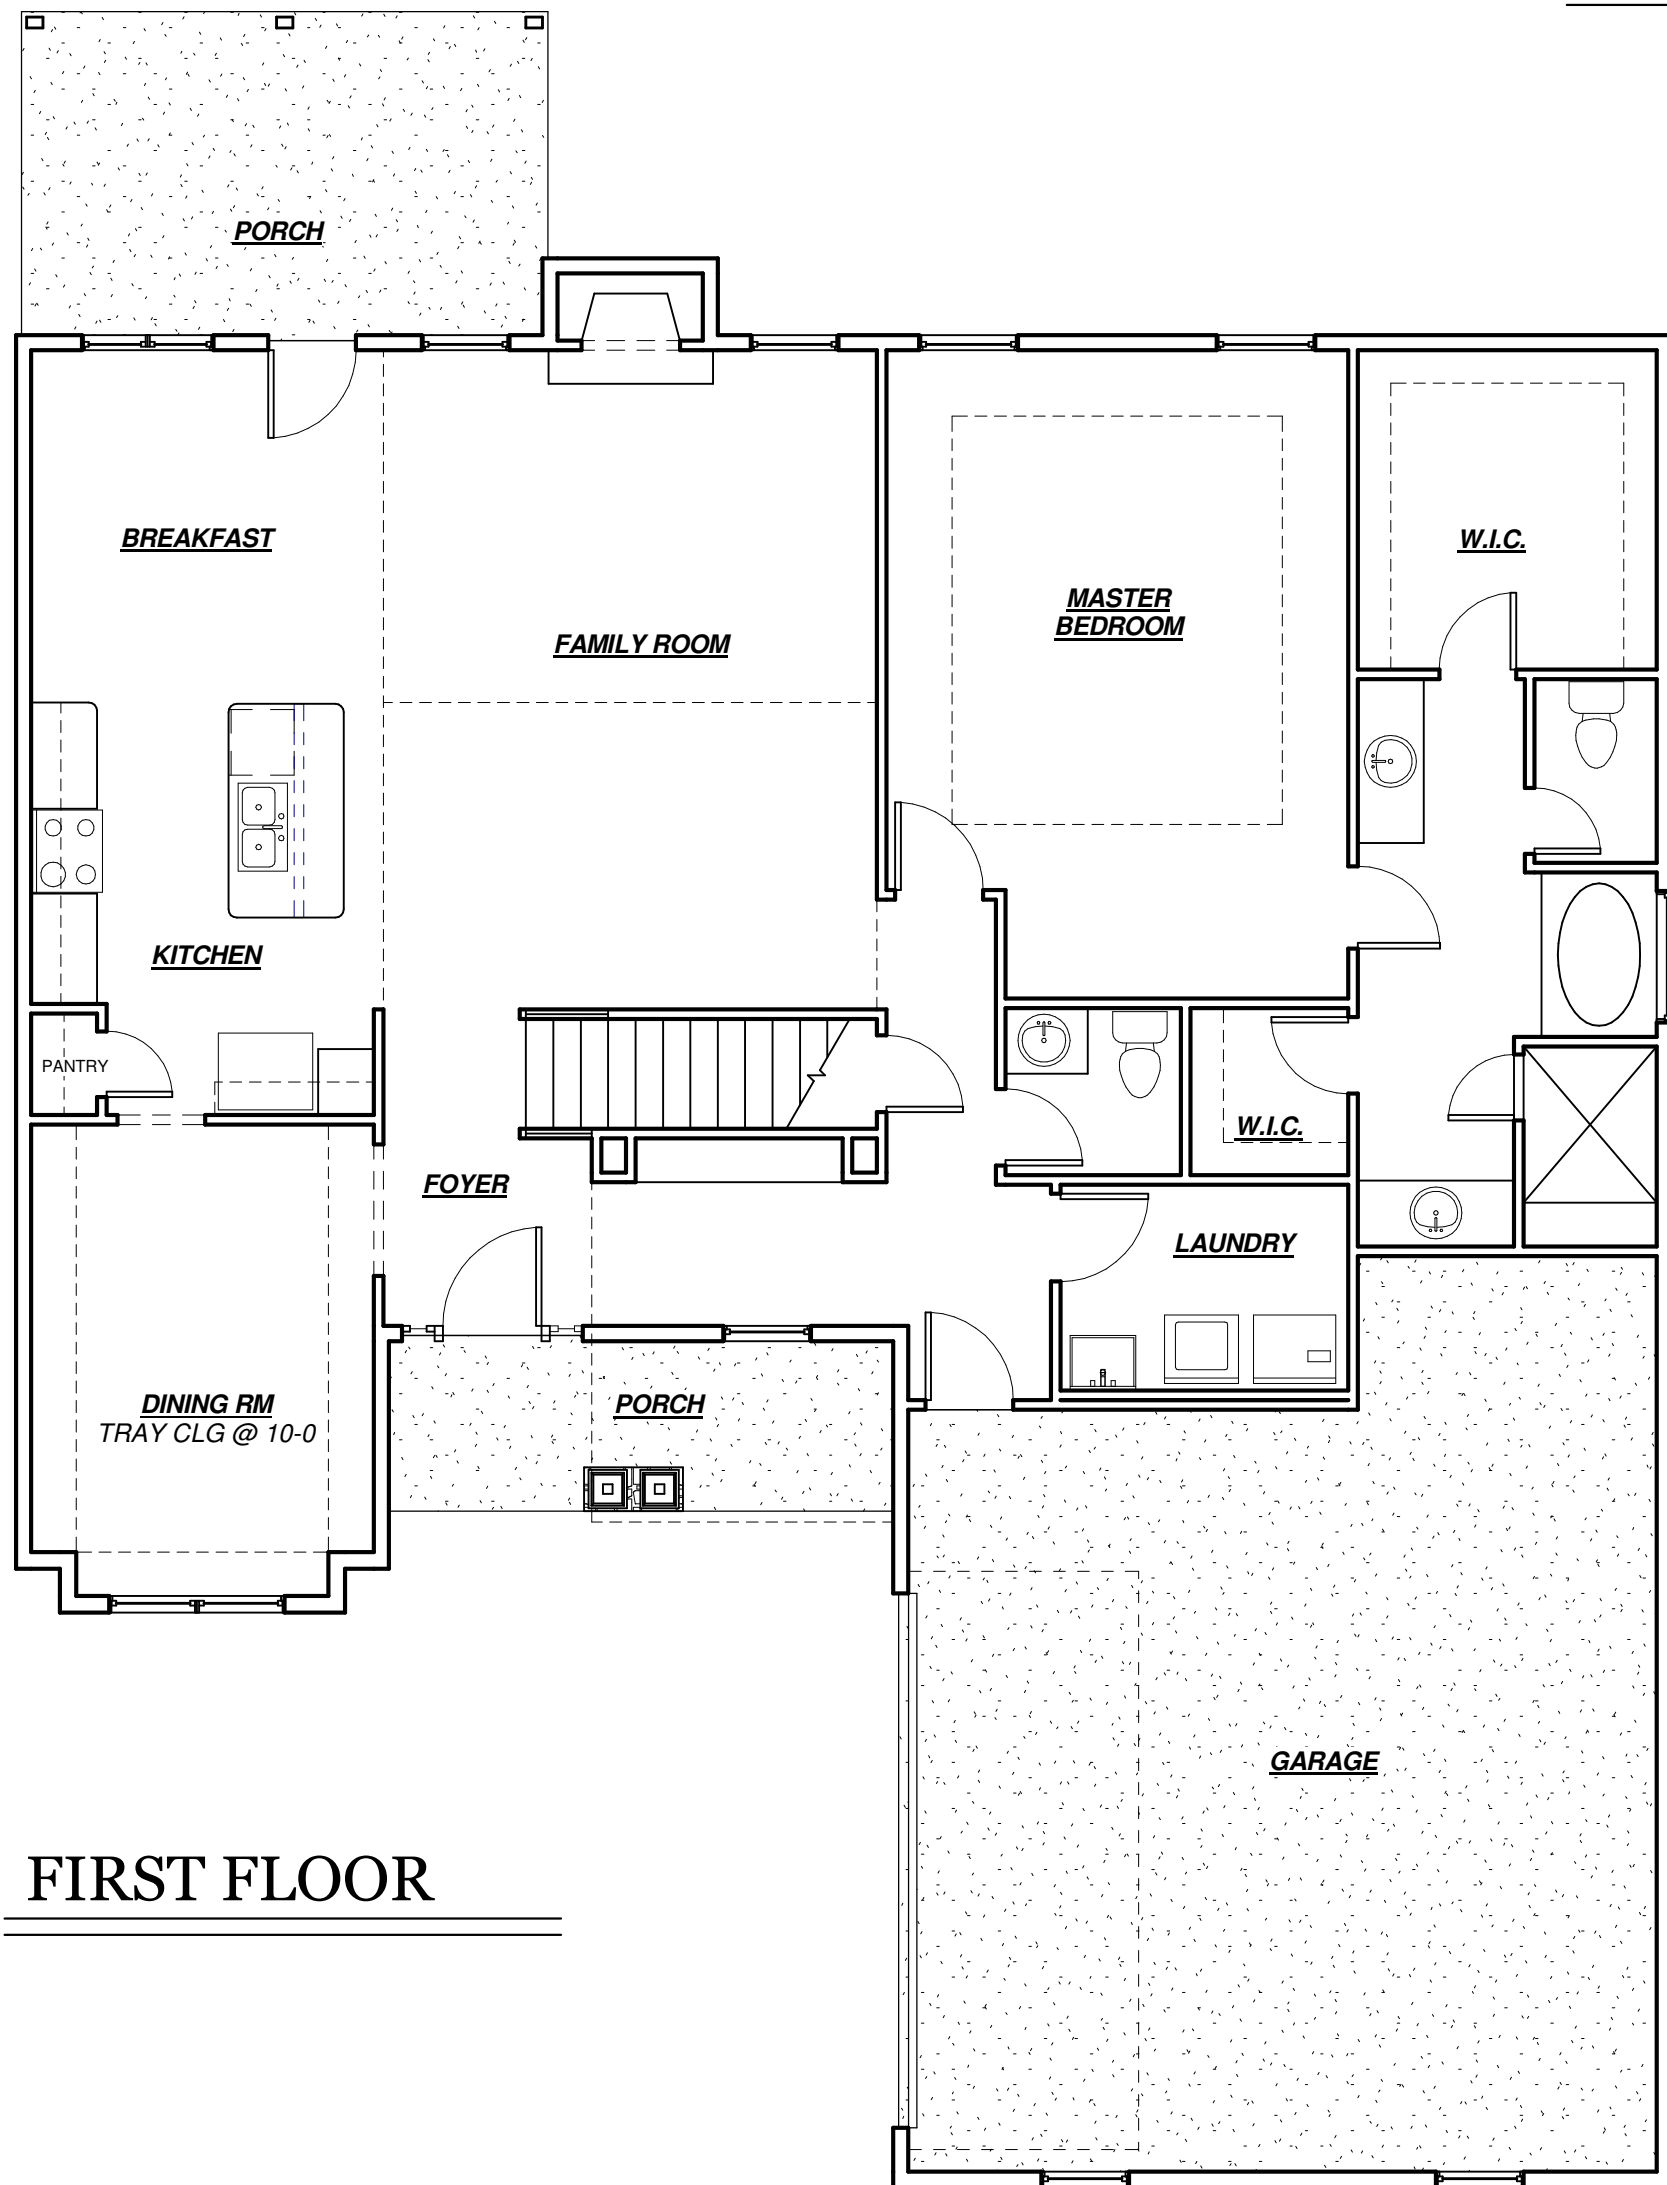 PORCH
BREAKFAST
W.I.C.
MASTER
BEDROOM
FAMILY ROOM
KITCHEN
PANTRY
W.I.C.
FOYER
LAUNDRY
DINING RM
TRAY CLG @ 10-0
PORCH
GARAGE
FIRST FLOOR